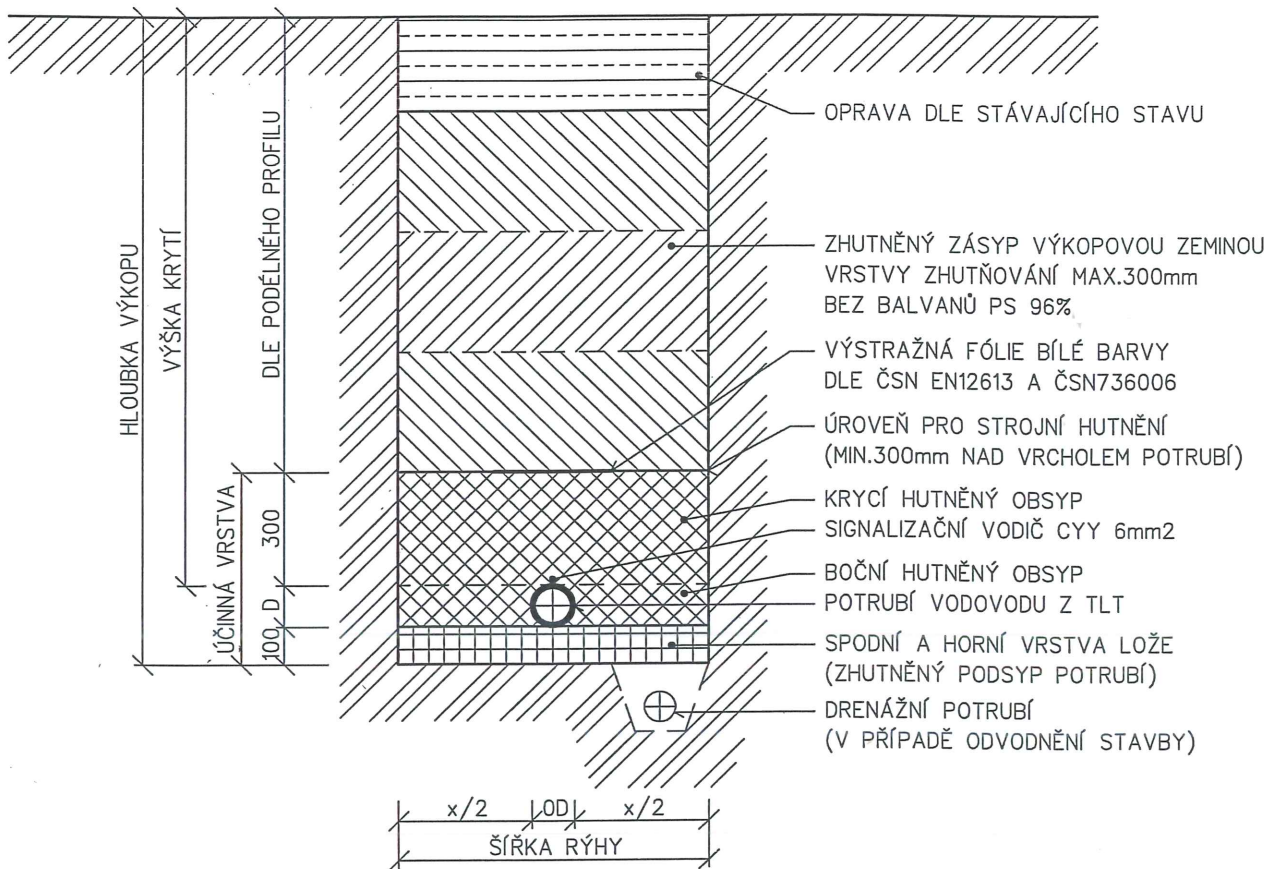 OPRAVA DLE STÁVAJÍCÍHO STAVU
ZHUTNĚNÝ ZÁSYP VÝKOPOVOU ZEMINOU
VRSTVY ZHUTŇOVÁNÍ MAX.300mm
BEZ BALVANŮ PS 96%
VÝSTRAŽNÁ FÓLIE BÍLÉ BARVY
DLE ČSN EN12613 A ČSN736006
ÚROVEŇ PRO STROJNÍ HUTNĚNÍ
(MIN.300mm NAD VRCHOLEM POTRUBÍ)
KRYCÍ HUTNĚNÝ OBSYP
SIGNALIZAČNÍ VODIČ CYY 6mm2
BOČNÍ HUTNĚNÝ OBSYP
POTRUBÍ VODOVODU Z TLT
SPODNÍ A HORNÍ VRSTVA LOŽE
(ZHUTNĚNÝ PODSYP POTRUBÍ)
DRENÁŽNÍ POTRUBÍ
(V PŘÍPADĚ ODVODNĚNÍ STAVBY)
HLOUBKA VÝKOPU
VÝŠKA KRYTÍ
DLE PODÉLNÉHO PROFILU
ÚČINNÁ VRSTVA
300
D
100
x/2
OD
x/2
ŠÍŘKA RÝHY